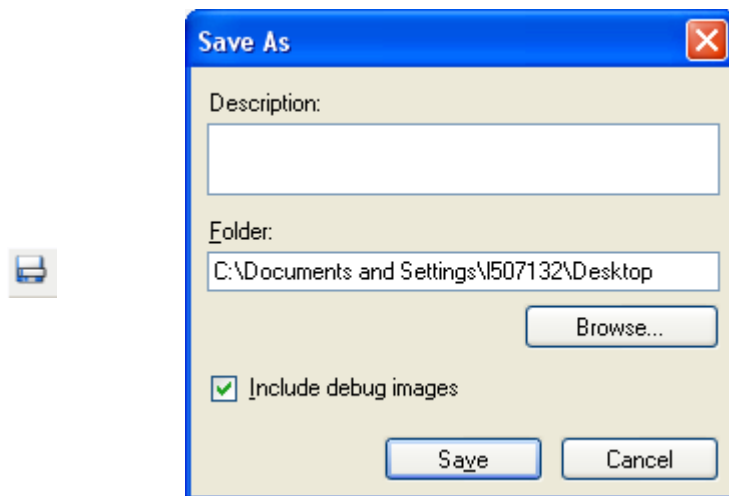 Save As
Description:
Folder:
C:\Documents and Settings\I507132\Desktop
Browse...
Include debug images
Save
Cancel